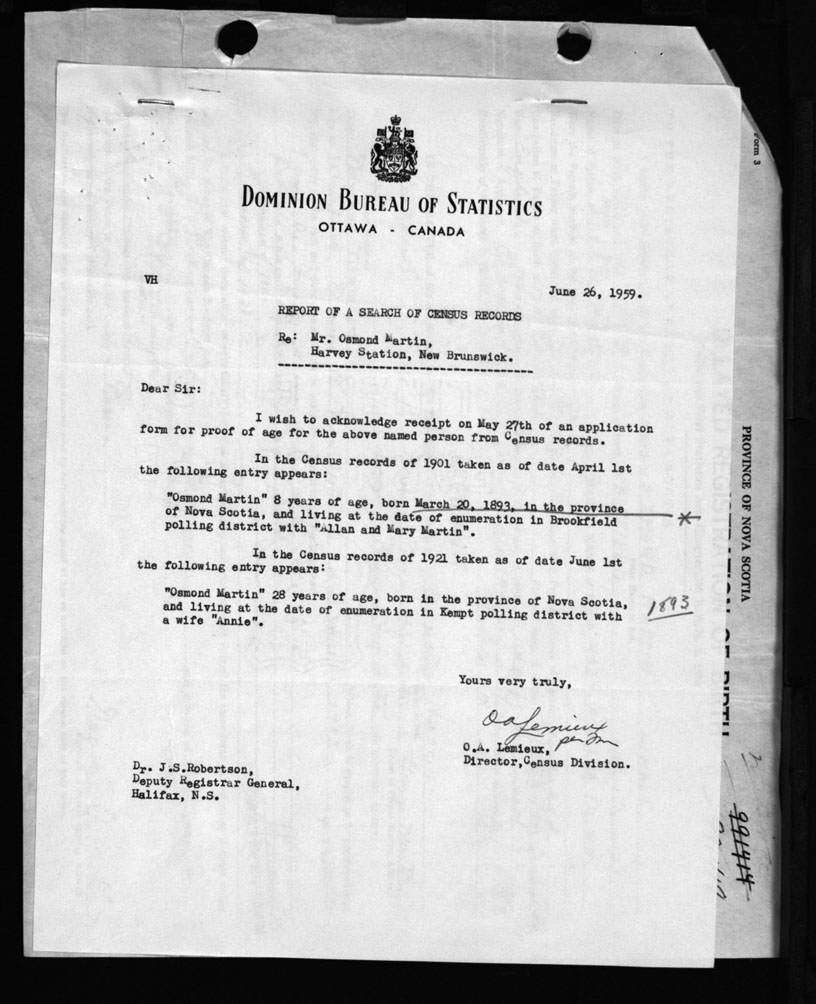 DOMINION BUREAU OF STATISTICS
OTTAWA - CANADA
VH
June 26, 1959.
REPORT OF A SEARCH OF CENSUS RECORDS
Re: Mr. Osmond Martin,
Harvey Station, New Brunswick.
Dear Sir:
I wish to acknowledge receipt on May 27th of an application
form for proof of age for the above named person from Census records.
In the Census records of 1901 taken as of date April 1st
the following entry appears:
"Osmond Martin" 8 years of age, born March 20, 1893, in the province
of Nova Scotia, and living at the date of enumeration in Brookfield
polling district with "Allan and Mary Martin".
*
In the Census records of 1921 taken as of date June 1st
the following entry appears:
"Osmond Martin" 28 years of age, born in the province of Nova Scotia,
and living at the date of enumeration in Kempt polling district with
a wife "Annie".
1893
Yours very truly,
O A Lemieux
per
O.A. Lemieux,
Director,Census Division.
Dr. J.S.Robertson,
Deputy Registrar General,
Halifax, N.S.
Form 3
PROVINCE OF NOVA SCOTIA
OF BIRTH
991414